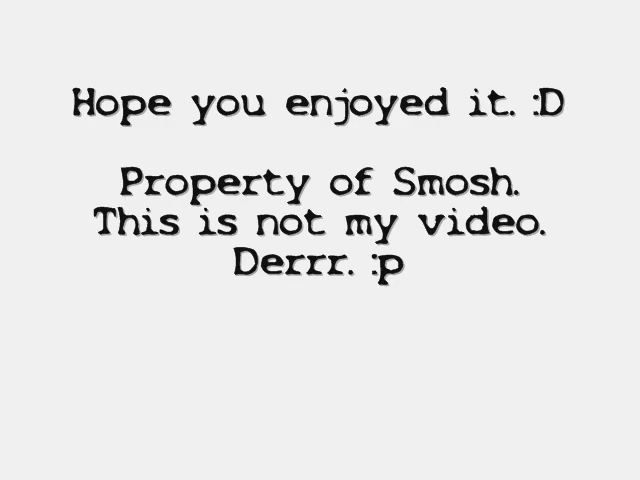 Hope you enjoyed it. :D
Property of Smosh.
This is not my video.
Derrr. :p